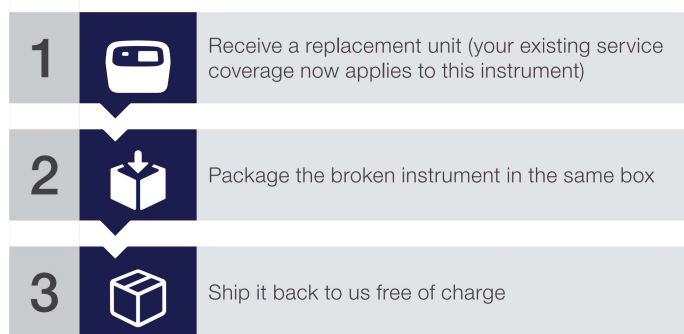 1
Receive a replacement unit (your existing service
coverage now applies to this instrument)
2
Package the broken instrument in the same box
3
Ship it back to us free of charge